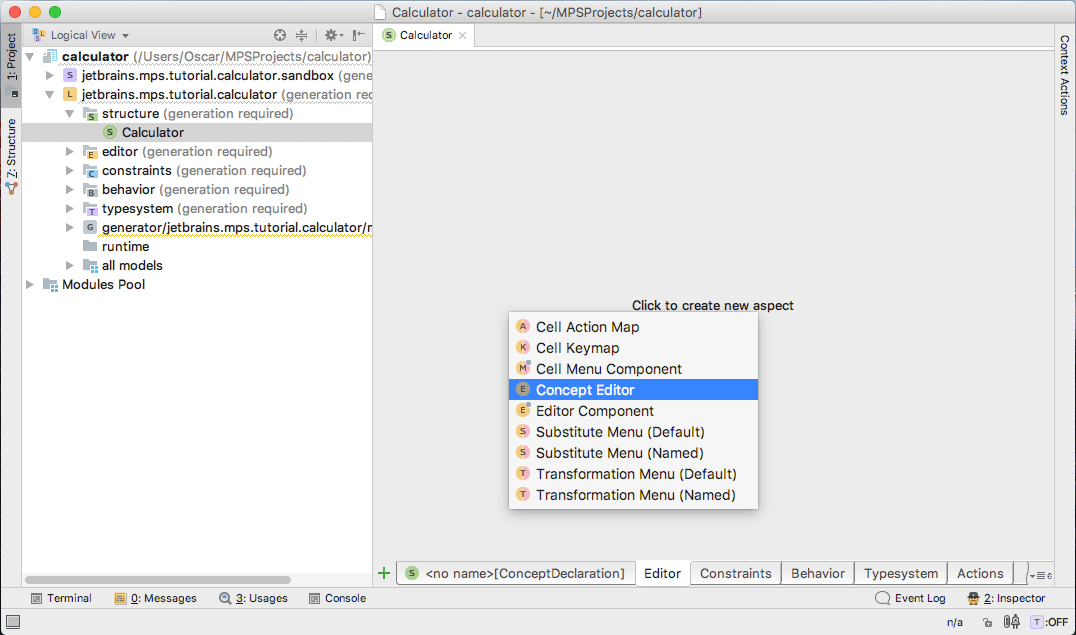 Calculator - calculator - [~/MPSProjects/calculator]
1: Project
Z: Structure
Logical View
calculator (/Users/Oscar/MPSProjects/calculator)
S jetbrains.mps.tutorial.calculator.sandbox (gene
L jetbrains.mps.tutorial.calculator (generation rec
S structure (generation required)
S Calculator
E editor (generation required)
C constraints (generation required)
B behavior (generation required)
T typesystem (generation required)
G generator/jetbrains.mps.tutorial.calculator/r
runtime
all models
Modules Pool
S Calculator
Context Actions
Click to create new aspect
A Cell Action Map
K Cell Keymap
M Cell Menu Component
E Concept Editor
E Editor Component
S Substitute Menu (Default)
S Substitute Menu (Named)
T Transformation Menu (Default)
T Transformation Menu (Named)
+ S <no name>[ConceptDeclaration] Editor Constraints Behavior Typesystem Actions 6
Terminal 0: Messages 3: Usages Console Event Log 2: Inspector
n/a T :OFF